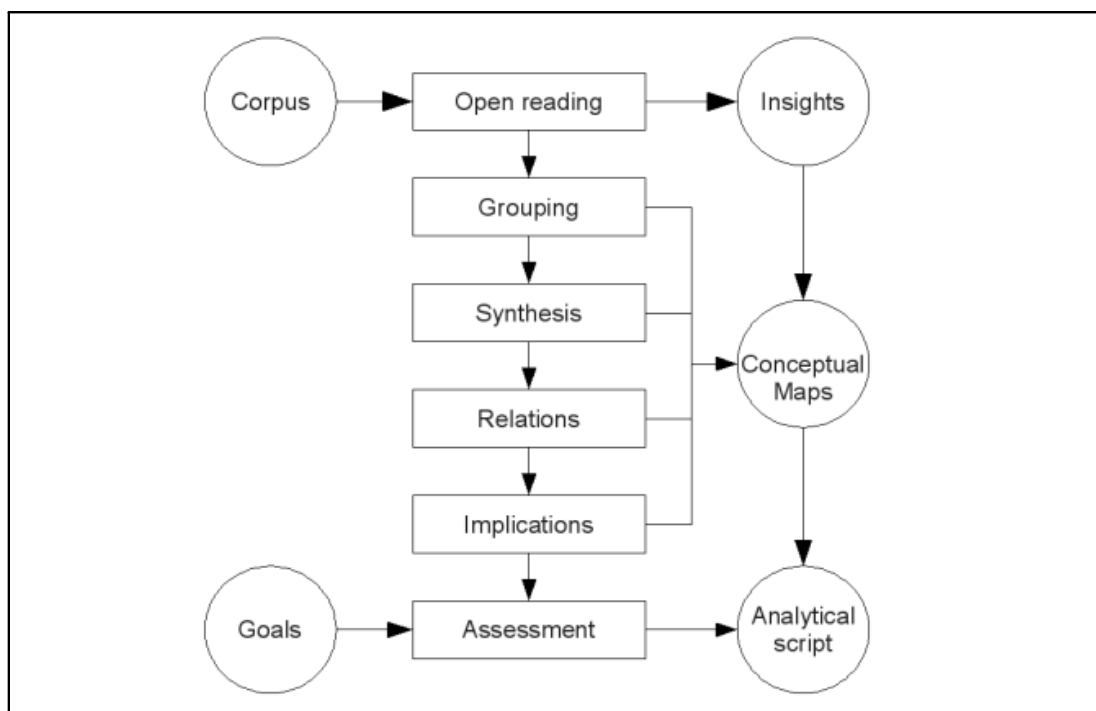 Corpus
Open reading
Insights
Grouping
Synthesis
Conceptual
Maps
Relations
Implications
Goals
Assessment
Analytical
script